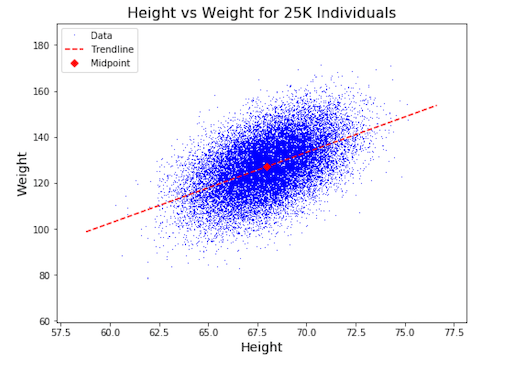 Height vs Weight for 25K Individuals
Data
Trendline
Midpoint
Weight
180
160
140
120
100
80
60
57.5 60.0 62.5 65.0 67.5 70.0 72.5 75.0 77.5
Height